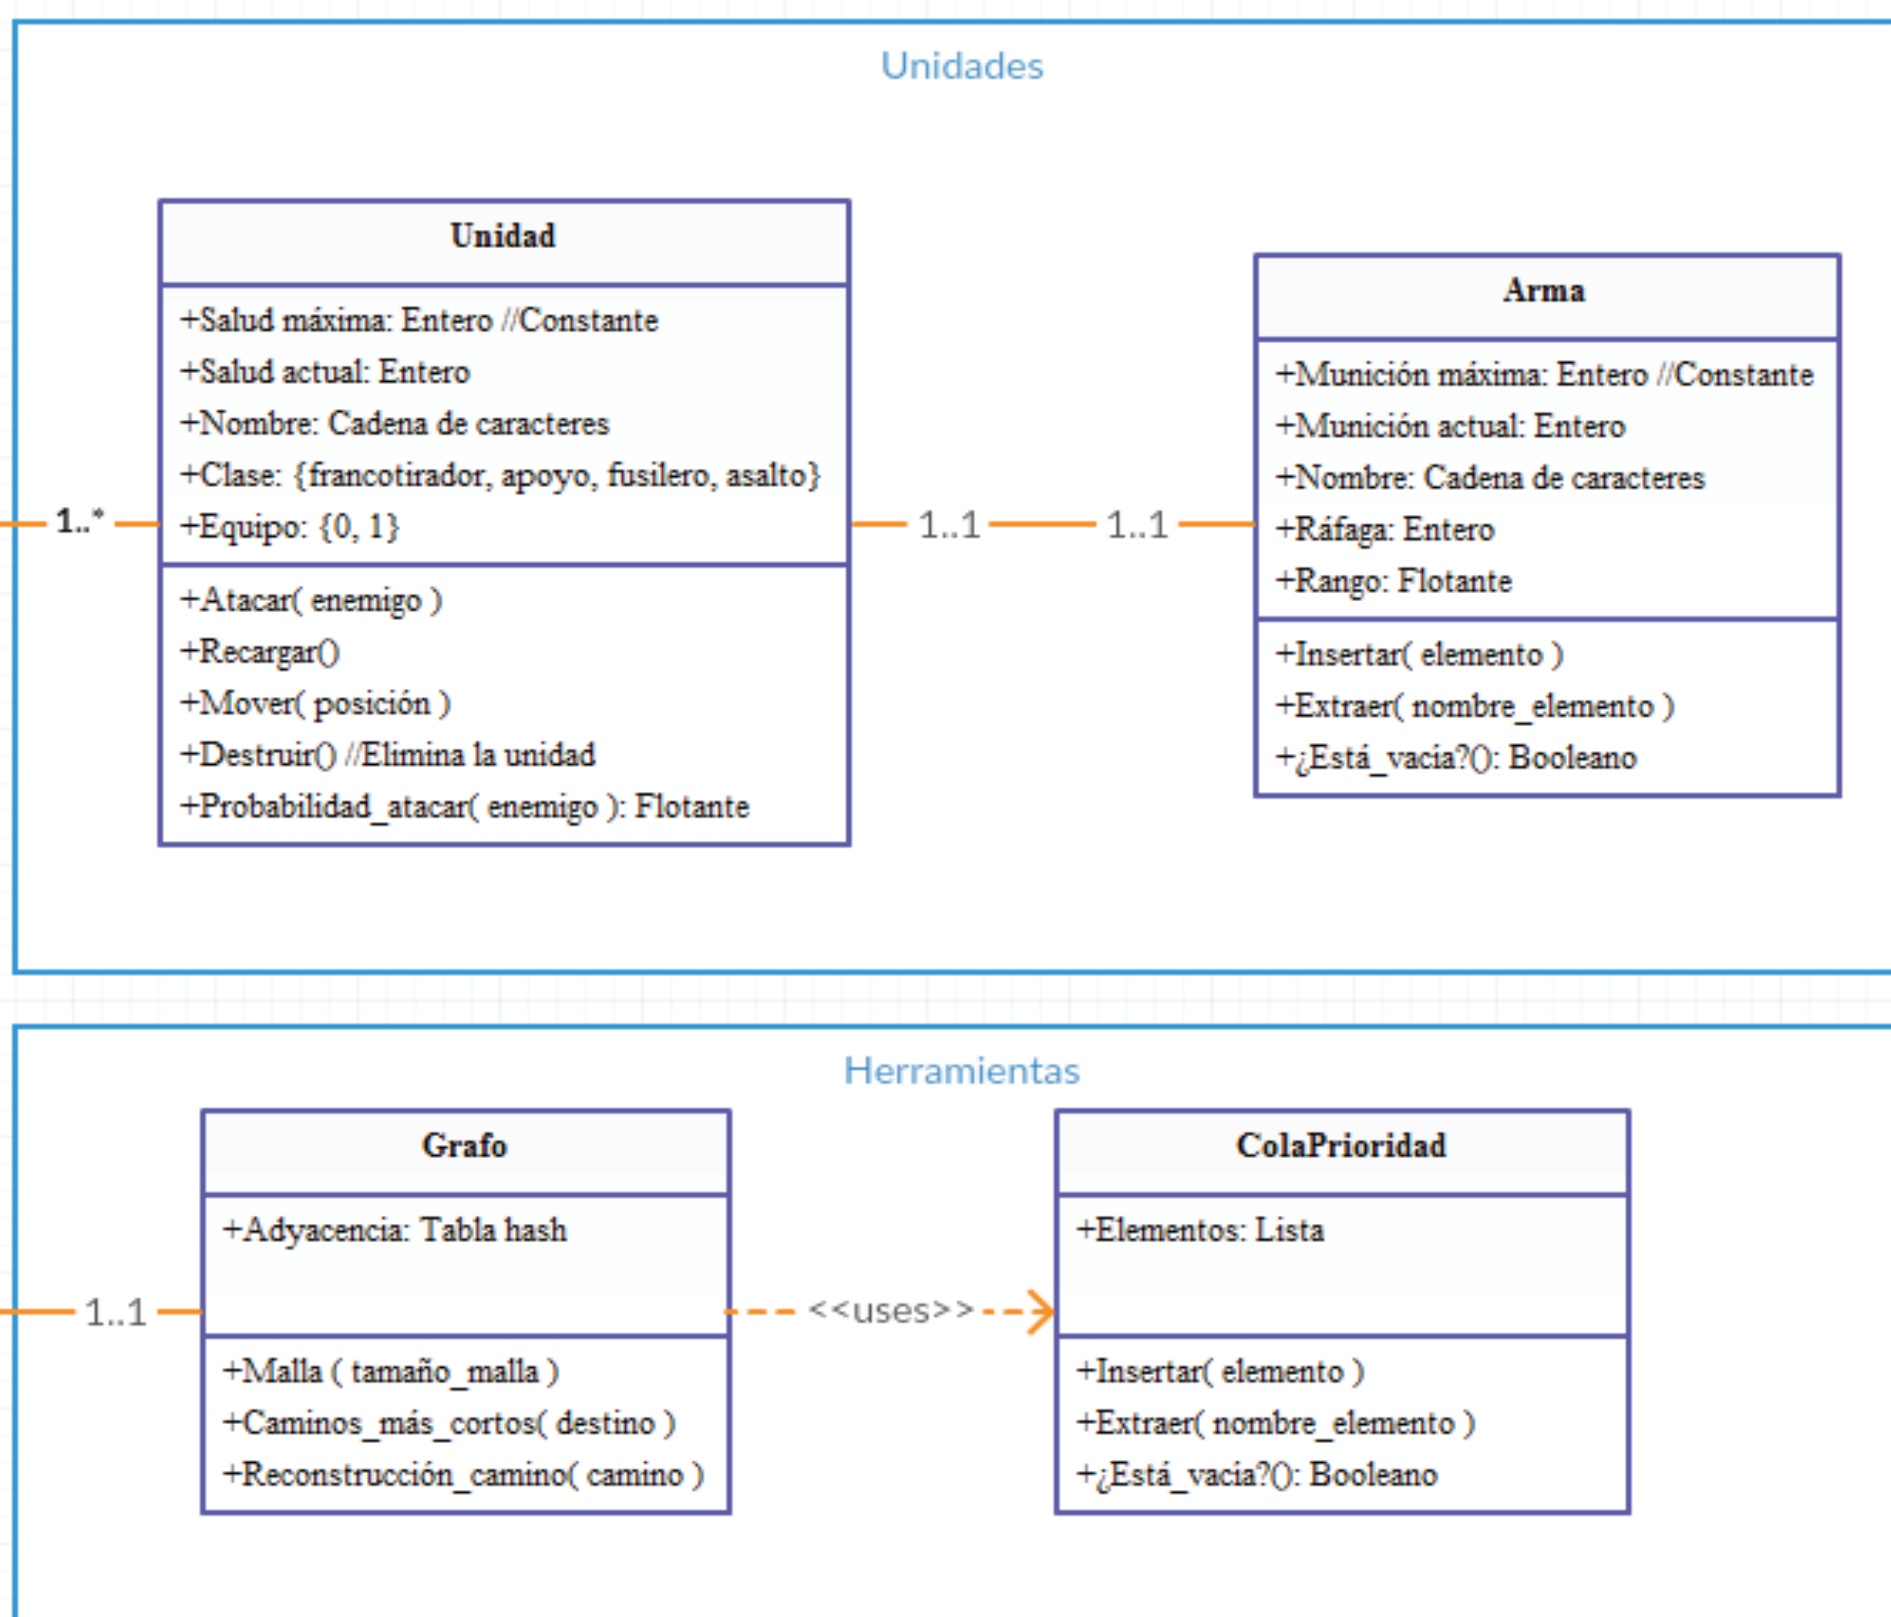 Unidades
Unidad
+Salud máxima: Entero //Constante
+Salud actual: Entero
+Nombre: Cadena de caracteres
+Clase: {francotirador, apoyo, fusilero, asalto}
+Equipo: {0, 1}
+Atacar( enemigo )
+Recargar()
+Mover( posición )
+Destruir() //Elimina la unidad
+Probabilidad_atacar( enemigo ): Flotante
1..*
1..1
1..1
Arma
+Munición máxima: Entero //Constante
+Munición actual: Entero
+Nombre: Cadena de caracteres
+Ráfaga: Entero
+Rango: Flotante
+Insertar( elemento )
+Extraer( nombre_elemento )
+¿Está_vacía?(): Booleano
Herramientas
Grafo
+Adyacencia: Tabla hash
+Malla ( tamaño_malla )
+Caminos_más_cortos( destino )
+Reconstrucción_camino( camino )
1..1
<<uses>>
ColaPrioridad
+Elementos: Lista
+Insertar( elemento )
+Extraer( nombre_elemento )
+¿Está_vacía?(): Booleano